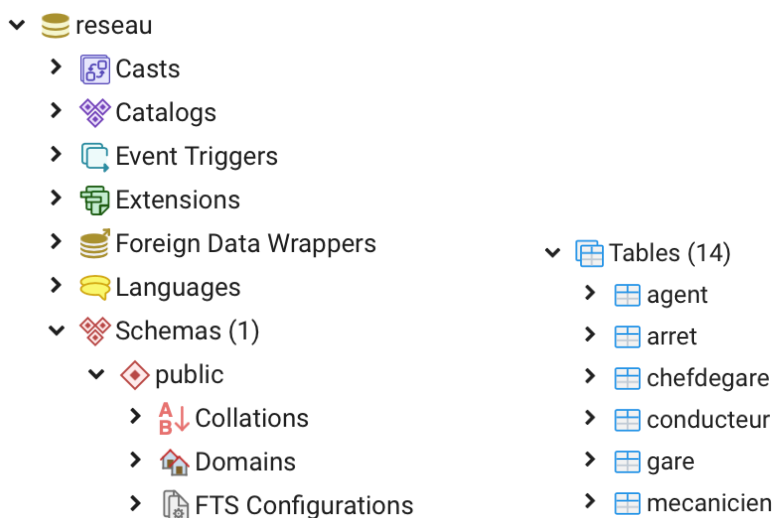 reseau
Casts
Catalogs
Event Triggers
Extensions
Foreign Data Wrappers
Languages
Schemas (1)
public
A
B
Collations
Domains
FTS Configurations
Tables (14)
agent
arret
chefdegare
conducteur
gare
mecanicien